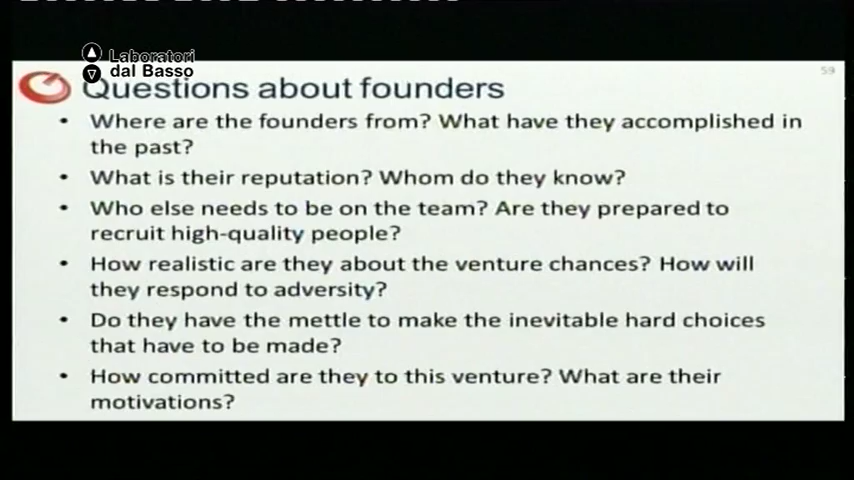 Laboratori
dal Basso
59
Questions about founders
• Where are the founders from? What have they accomplished in
the past?
• What is their reputation? Whom do they know?
• Who else needs to be on the team? Are they prepared to
recruit high-quality people?
• How realistic are they about the venture chances? How will
they respond to adversity?
• Do they have the mettle to make the inevitable hard choices
that have to be made?
• How committed are they to this venture? What are their
motivations?